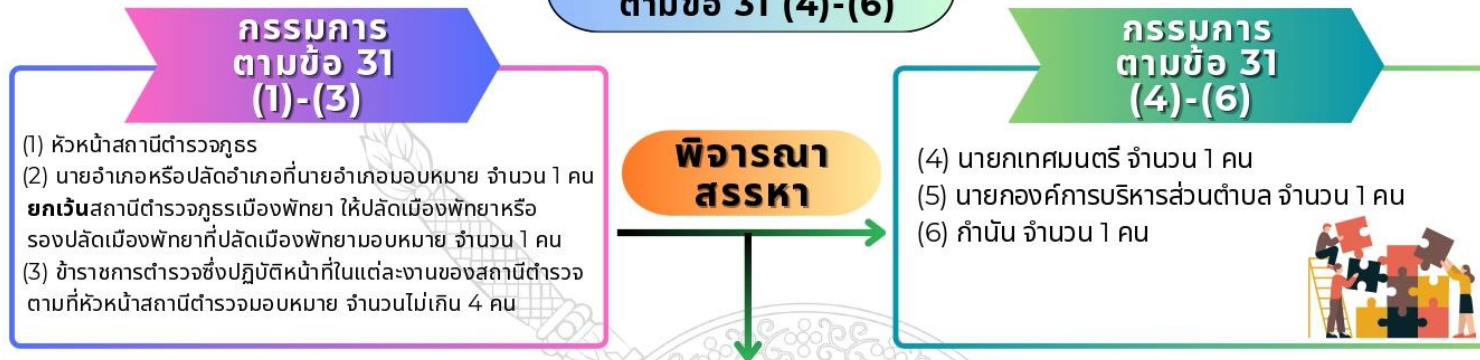 ตามข้อ 31 (4)-(6)
กรรมการ
ตามข้อ 31
(1)-(3)
(1) หัวหน้าสถานีตำรวจภูธร
(2) นายอำเภอหรือปลัดอำเภอที่นายอำเภอมอบหมาย จำนวน 1 คน
ยกเว้นสถานีตำรวจภูธรเมืองพัทยา ให้ปลัดเมืองพัทยาหรือ
รองปลัดเมืองพัทยาที่ปลัดเมืองพัทยามอบหมาย จำนวน 1 คน
(3) ข้าราชการตำรวจซึ่งปฏิบัติหน้าที่ในแต่ละงานของสถานีตำรวจ
ตามที่หัวหน้าสถานีตำรวจมอบหมาย จำนวนไม่เกิน 4 คน
พิจารณา
สรรหา
กรรมการ
ตามข้อ 31
(4)-(6)
(4) นายกเทศมนตรี จำนวน 1 คน
(5) นายกองค์การบริหารส่วนตำบล จำนวน 1 คน
(6) กำนัน จำนวน 1 คน